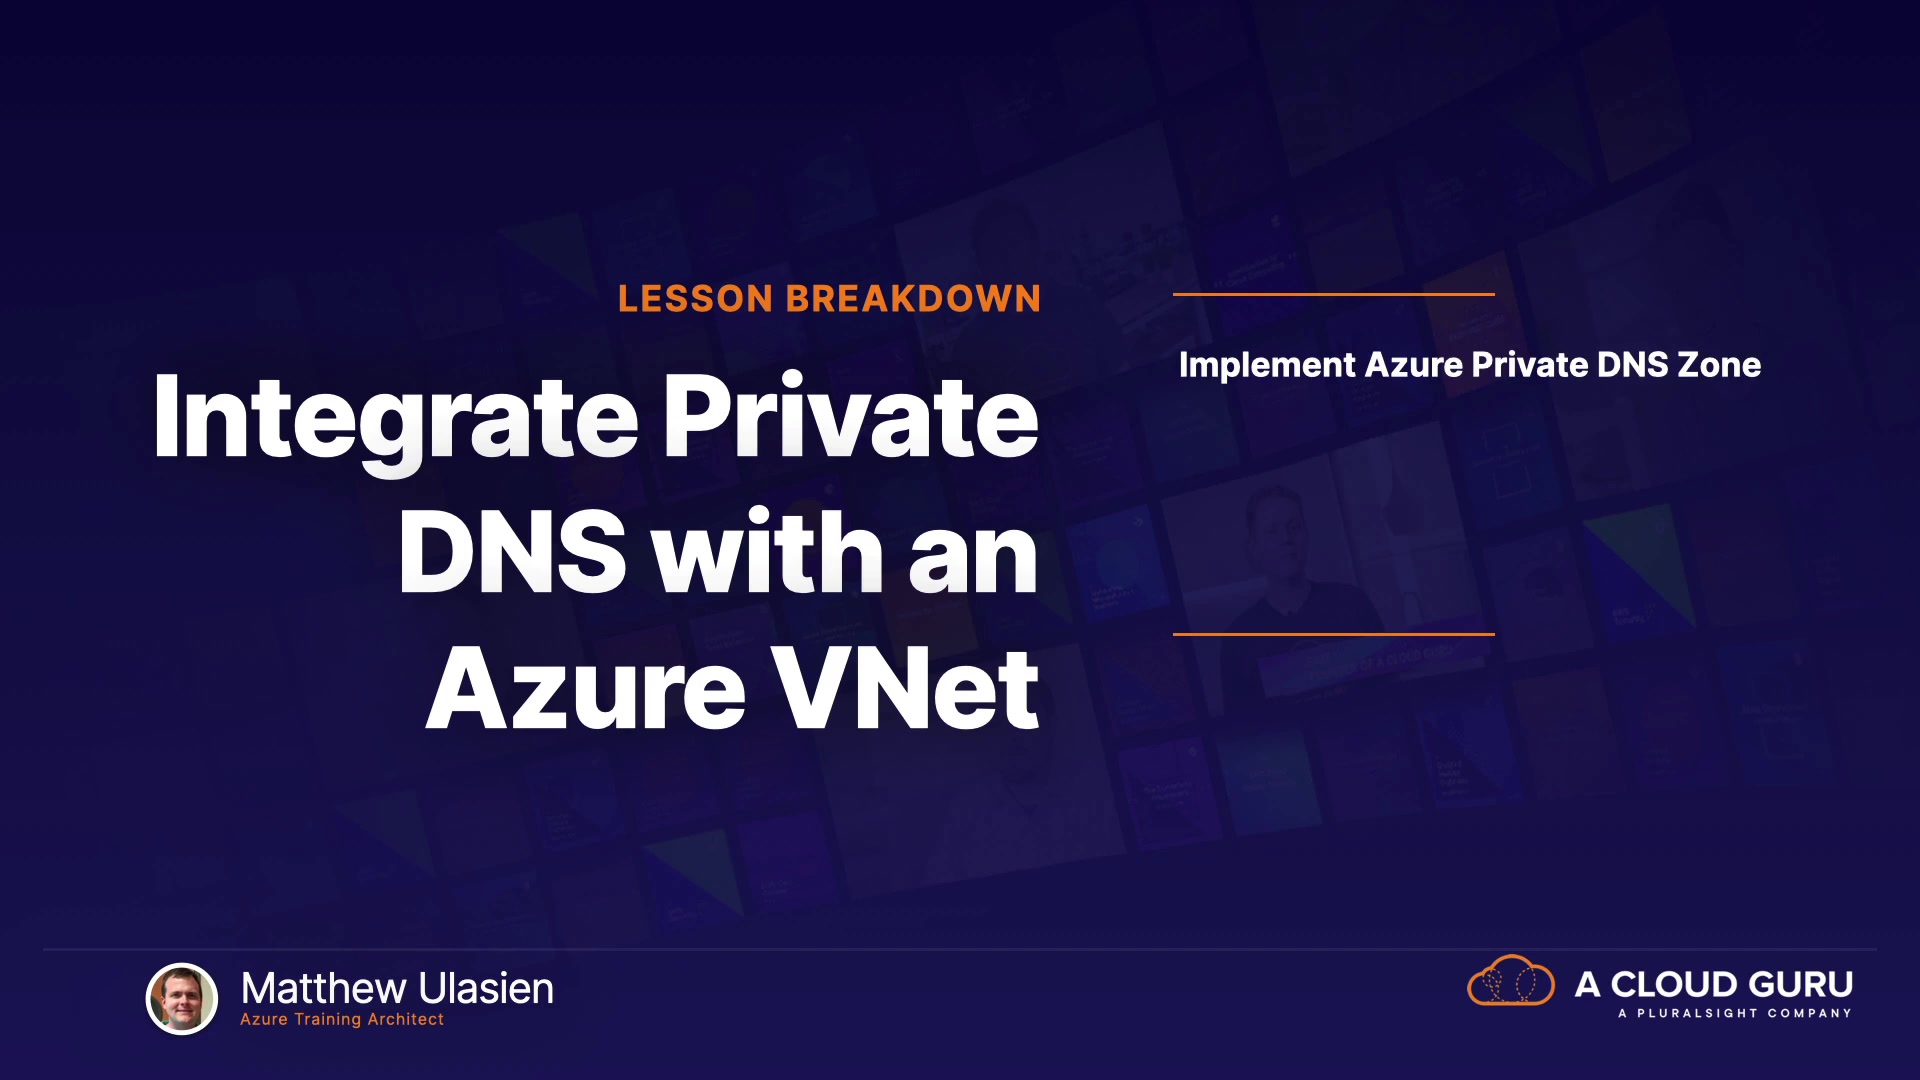 LESSON BREAKDOWN
Integrate Private
DNS with an
Azure VNet
Implement Azure Private DNS Zone
Matthew Ulasien
Azure Training Architect
A CLOUD GURU
A PLURALSIGHT COMPANY